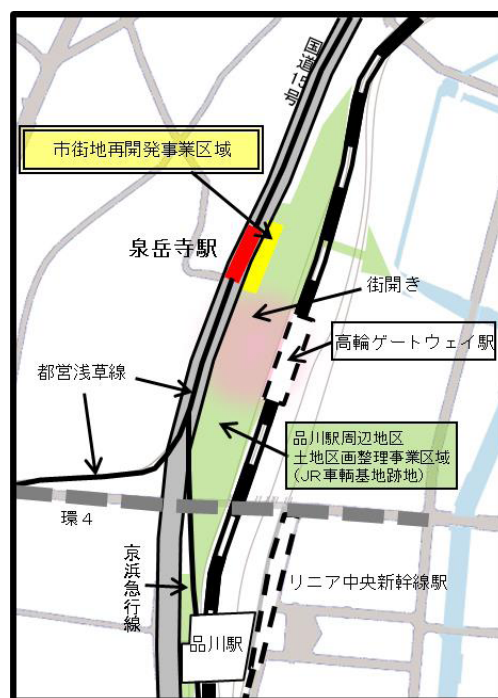 国道15号
市街地再開発事業区域
泉岳寺駅
街開き
高輪ゲートウェイ駅
都営浅草線
品川駅周辺地区
土地区画整理事業区域
(JR車輌基地跡地)
環4
京浜急行線
リニア中央新幹線駅
品川駅